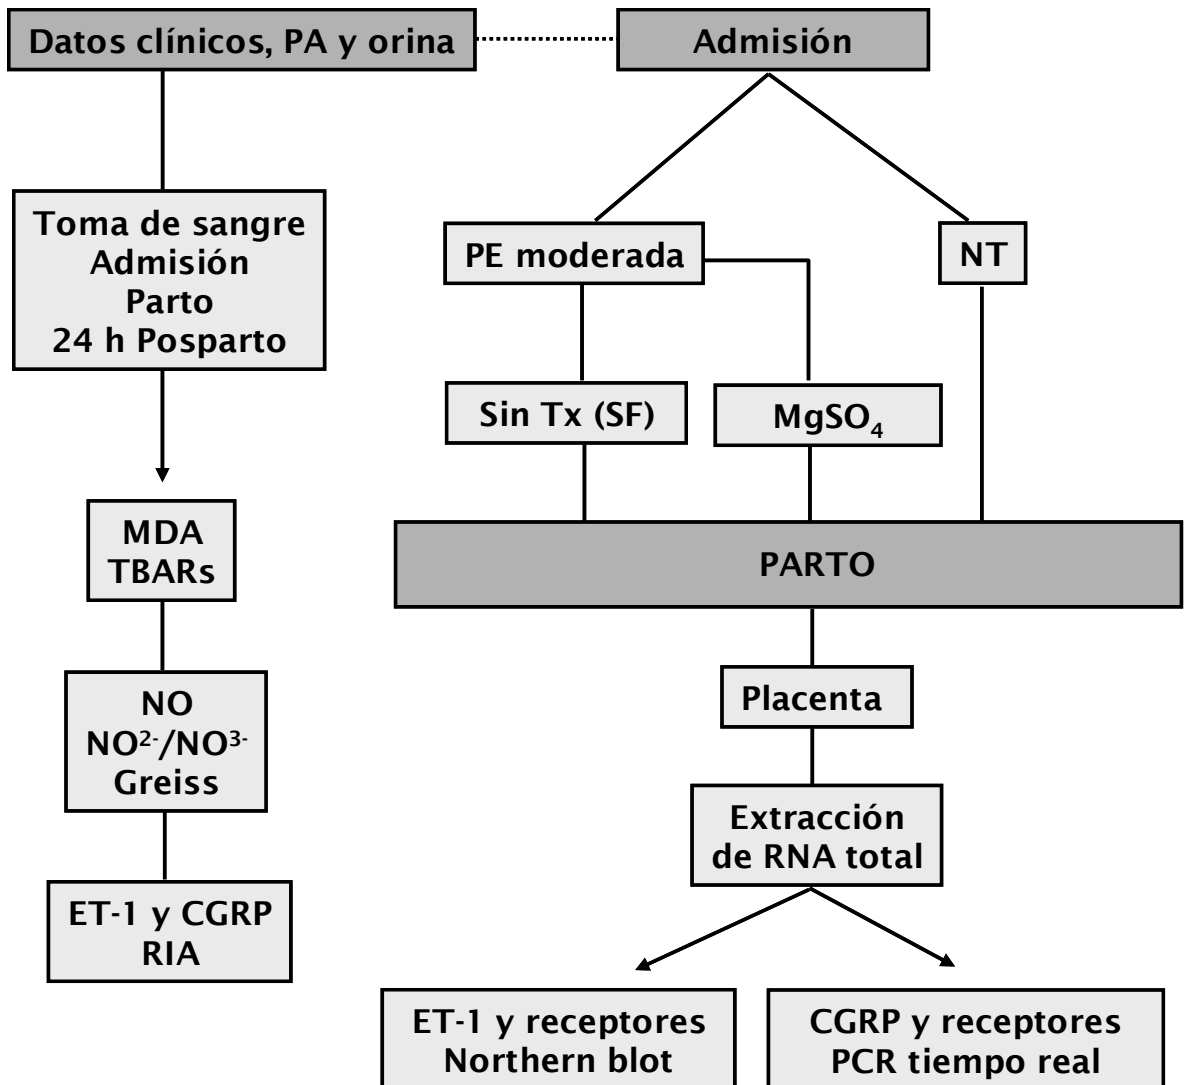 Datos clínicos, PA y orina
Admisión
Toma de sangre
Admisión
Parto
24 h Posparto
PE moderada
NT
Sin Tx (SF)
MgSO₄
MDA
TBARs
PARTO
NO
NO²⁻/NO³⁻
Greiss
Placenta
Extracción
de RNA total
ET-1 y CGRP
RIA
ET-1 y receptores
Northern blot
CGRP y receptores
PCR tiempo real